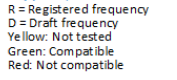 R = Registered frequency
D = Draft frequency
Yellow: Not tested
Green: Compatible
Red: Not compatible